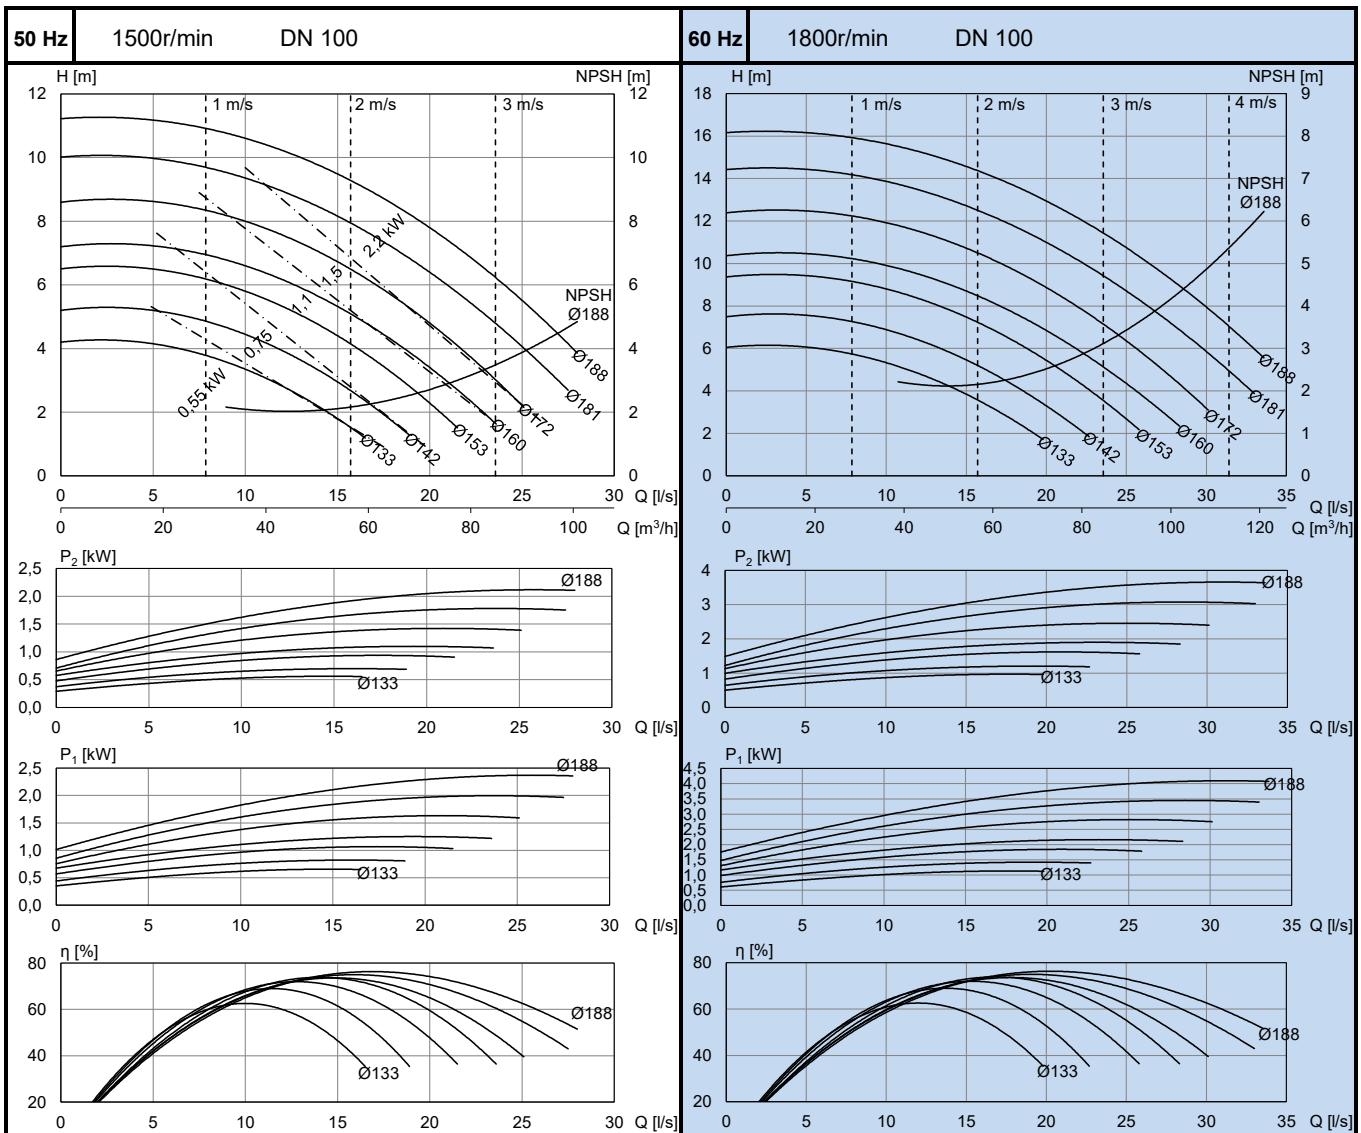 50 Hz 1500r/min DN 100
H [m] NPSH [m]
12 12
1 m/s 2 m/s 3 m/s
10 10
8 8
2,2 kW
1,5
1,1
0,75
0,55 kW
6 6
NPSH
Ø188
4 4
Ø188
Ø181
Ø172
Ø160
Ø153
Ø142
Ø133
2 2
0 0
0 5 10 15 20 25 30 Q [l/s]
0 20 40 60 80 100 Q [m³/h]
P₂ [kW]
2,5
Ø188
2,0
1,5
1,0
0,5
Ø133
0,0
0 5 10 15 20 Q [l/s]
P₁ [kW]
2,5
Ø188
2,0
1,5
1,0
0,5
Ø133
0,0
0 5 10 15 20 Q [l/s]
η [%]
80
60
Ø188
40
Ø133
20
0 5 10 15 20 25 Q [l/s]
60 Hz 1800r/min DN 100
H [m] NPSH [m]
18 9
1 m/s 2 m/s 3 m/s 4 m/s
16 8
14 7
NPSH
Ø188
12 6
10 5
8 4
6 3
Ø188
Ø181
Ø172
Ø160
Ø153
Ø142
Ø133
4 2
2 1
0 0
0 5 10 15 20 25 30 35 Q [l/s]
0 20 40 60 80 100 120 Q [m³/h]
P₂ [kW]
4
Ø188
3
2
1
Ø133
0
0 5 10 15 20 25 30 35 Q [l/s]
P₁ [kW]
4,5
4,0
Ø188
3,5
3,0
2,5
2,0
1,5
1,0
Ø133
0,5
0,0
0 5 10 15 20 25 30 35 Q [l/s]
η [%]
80
60
Ø188
40
Ø133
20
0 5 10 15 20 25 30 35 Q [l/s]